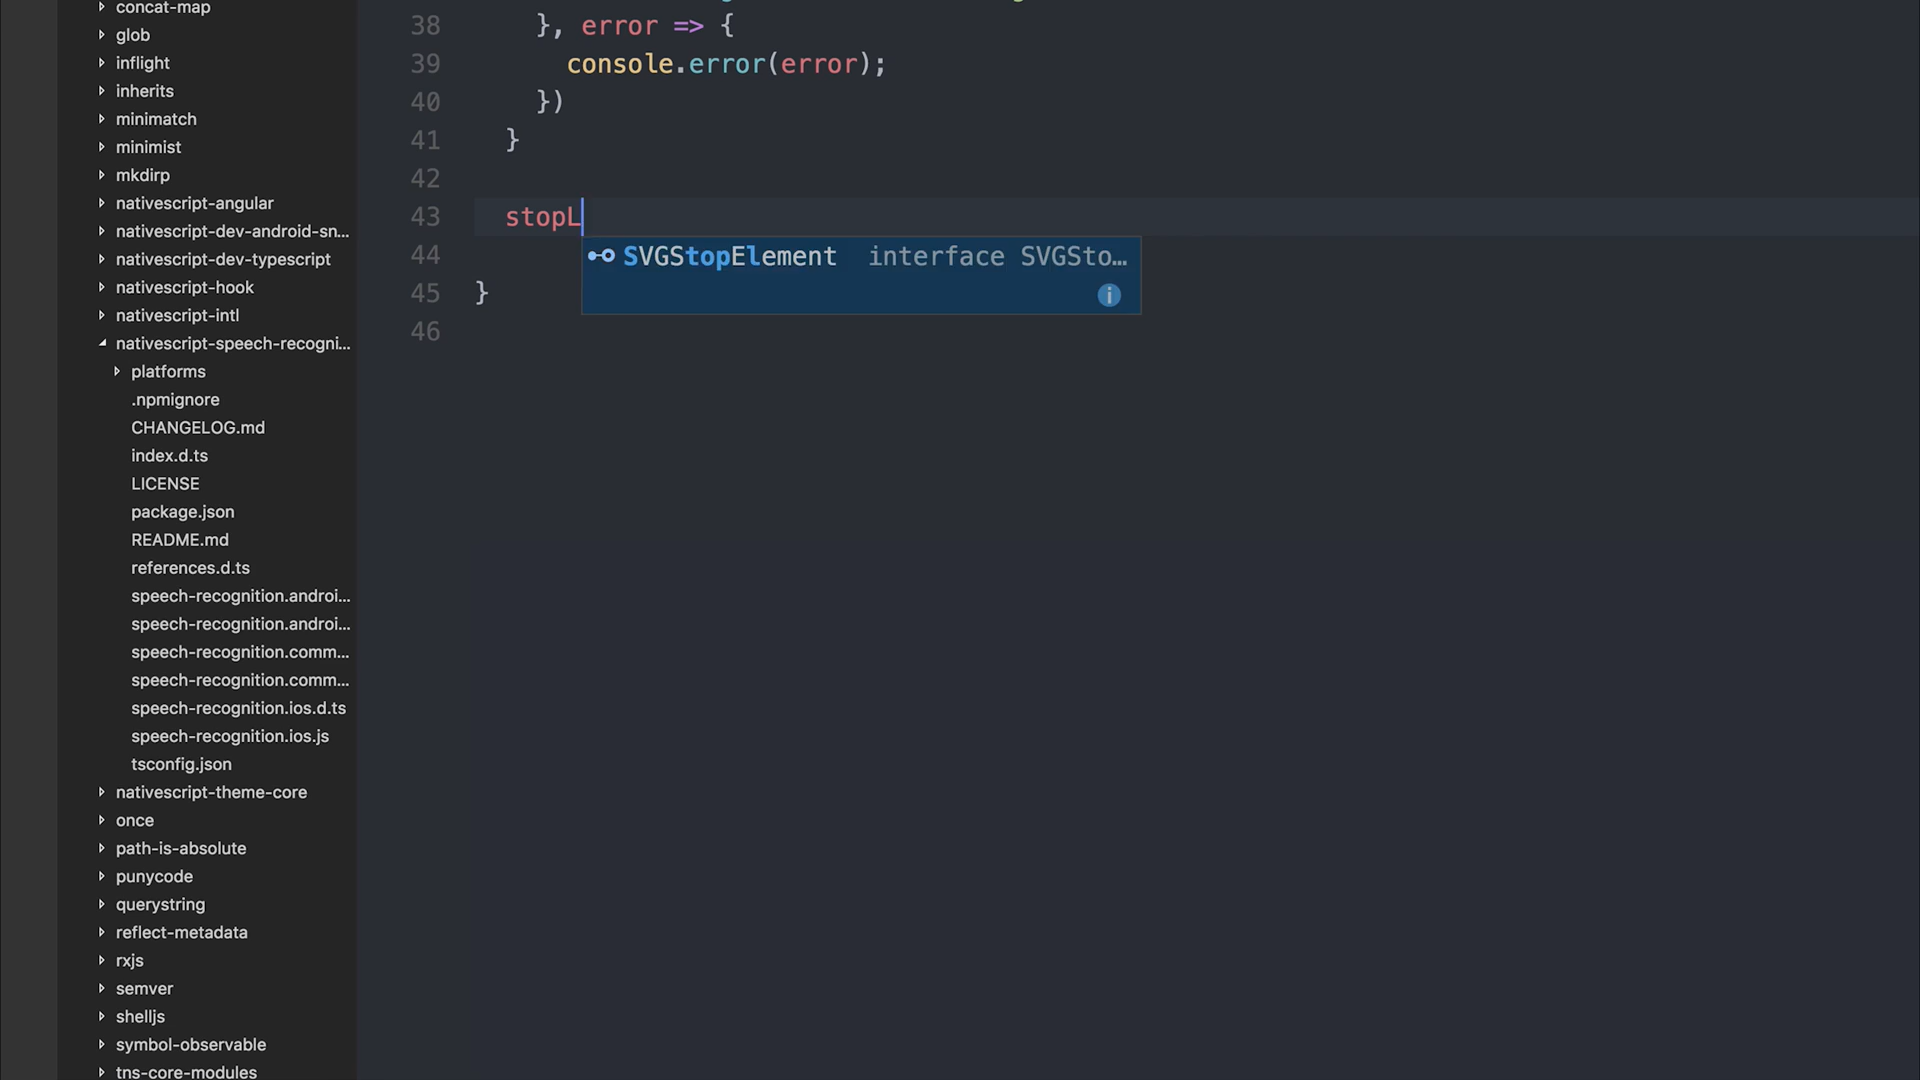 concat-map
glob
inflight
inherits
minimatch
minimist
mkdirp
nativescript-angular
nativescript-dev-android-sn...
nativescript-dev-typescript
nativescript-hook
nativescript-intl
nativescript-speech-recogni...
platforms
.npmignore
CHANGELOG.md
index.d.ts
LICENSE
package.json
README.md
references.d.ts
speech-recognition.androi...
speech-recognition.androi...
speech-recognition.comm...
speech-recognition.comm...
speech-recognition.ios.d.ts
speech-recognition.ios.js
tsconfig.json
nativescript-theme-core
once
path-is-absolute
punycode
querystring
reflect-metadata
rxjs
semver
shelljs
symbol-observable
tns-core-modules
38 }, error => {
39 console.error(error);
40 })
41 }
42
43 stopL
44
SVGStopElement interface SVGSto...
45 }
46